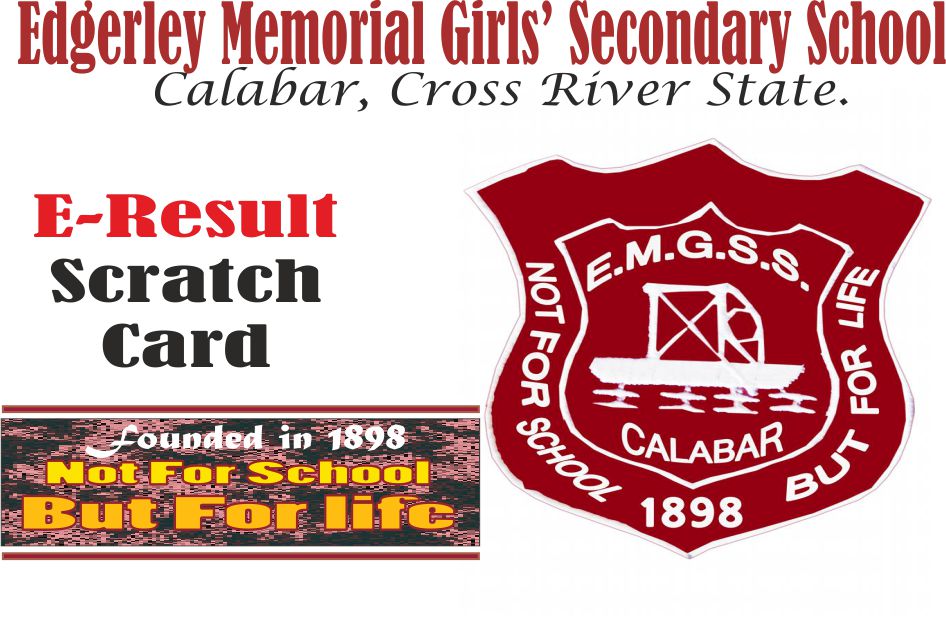 Edgerley Memorial Girls’ Secondary School
Calabar, Cross River State.
E-Result
Scratch
Card
Founded in 1898
Not For School
But For life
E.M.G.S.S.
NOT FOR SCHOOL
BUT FOR LIFE
CALABAR
1898